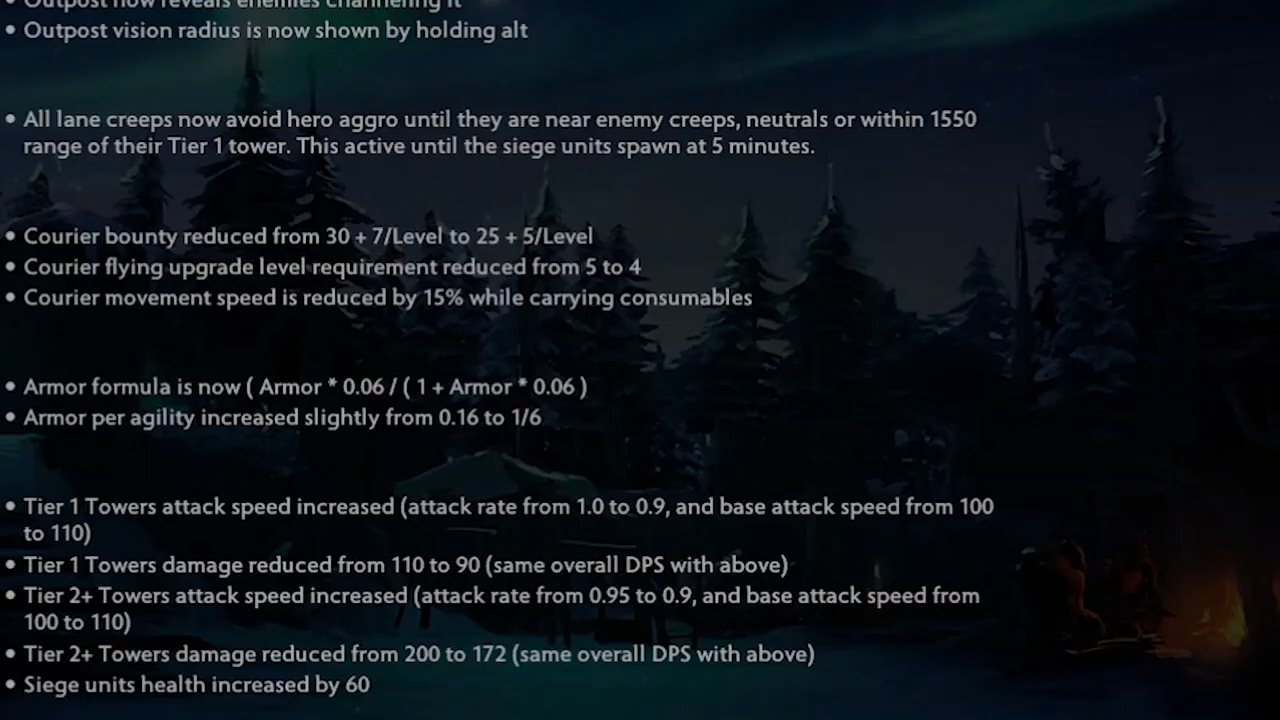 • Outpost now reveals enemies channeling it
• Outpost vision radius is now shown by holding alt
• All lane creeps now avoid hero aggro until they are near enemy creeps, neutrals or within 1550
range of their Tier 1 tower. This active until the siege units spawn at 5 minutes.
• Courier bounty reduced from 30 + 7/Level to 25 + 5/Level
• Courier flying upgrade level requirement reduced from 5 to 4
• Courier movement speed is reduced by 15% while carrying consumables
• Armor formula is now ( Armor * 0.06 / ( 1 + Armor * 0.06 )
• Armor per agility increased slightly from 0.16 to 1/6
• Tier 1 Towers attack speed increased (attack rate from 1.0 to 0.9, and base attack speed from 100
to 110)
• Tier 1 Towers damage reduced from 110 to 90 (same overall DPS with above)
• Tier 2+ Towers attack speed increased (attack rate from 0.95 to 0.9, and base attack speed from
100 to 110)
• Tier 2+ Towers damage reduced from 200 to 172 (same overall DPS with above)
• Siege units health increased by 60